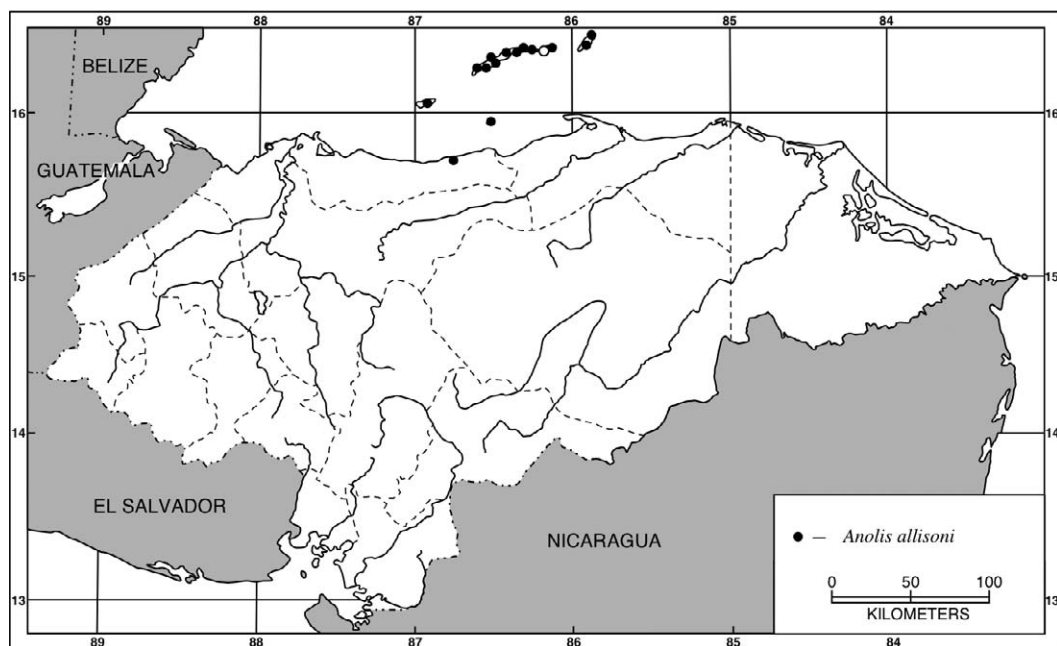 89 88 87 86 85 84
BELIZE
16 16
GUATEMALA
15 15
14 14
EL SALVADOR
NICARAGUA
● – Anolis allisoni
0 50 100
KILOMETERS
13 13
89 88 87 86 85 84